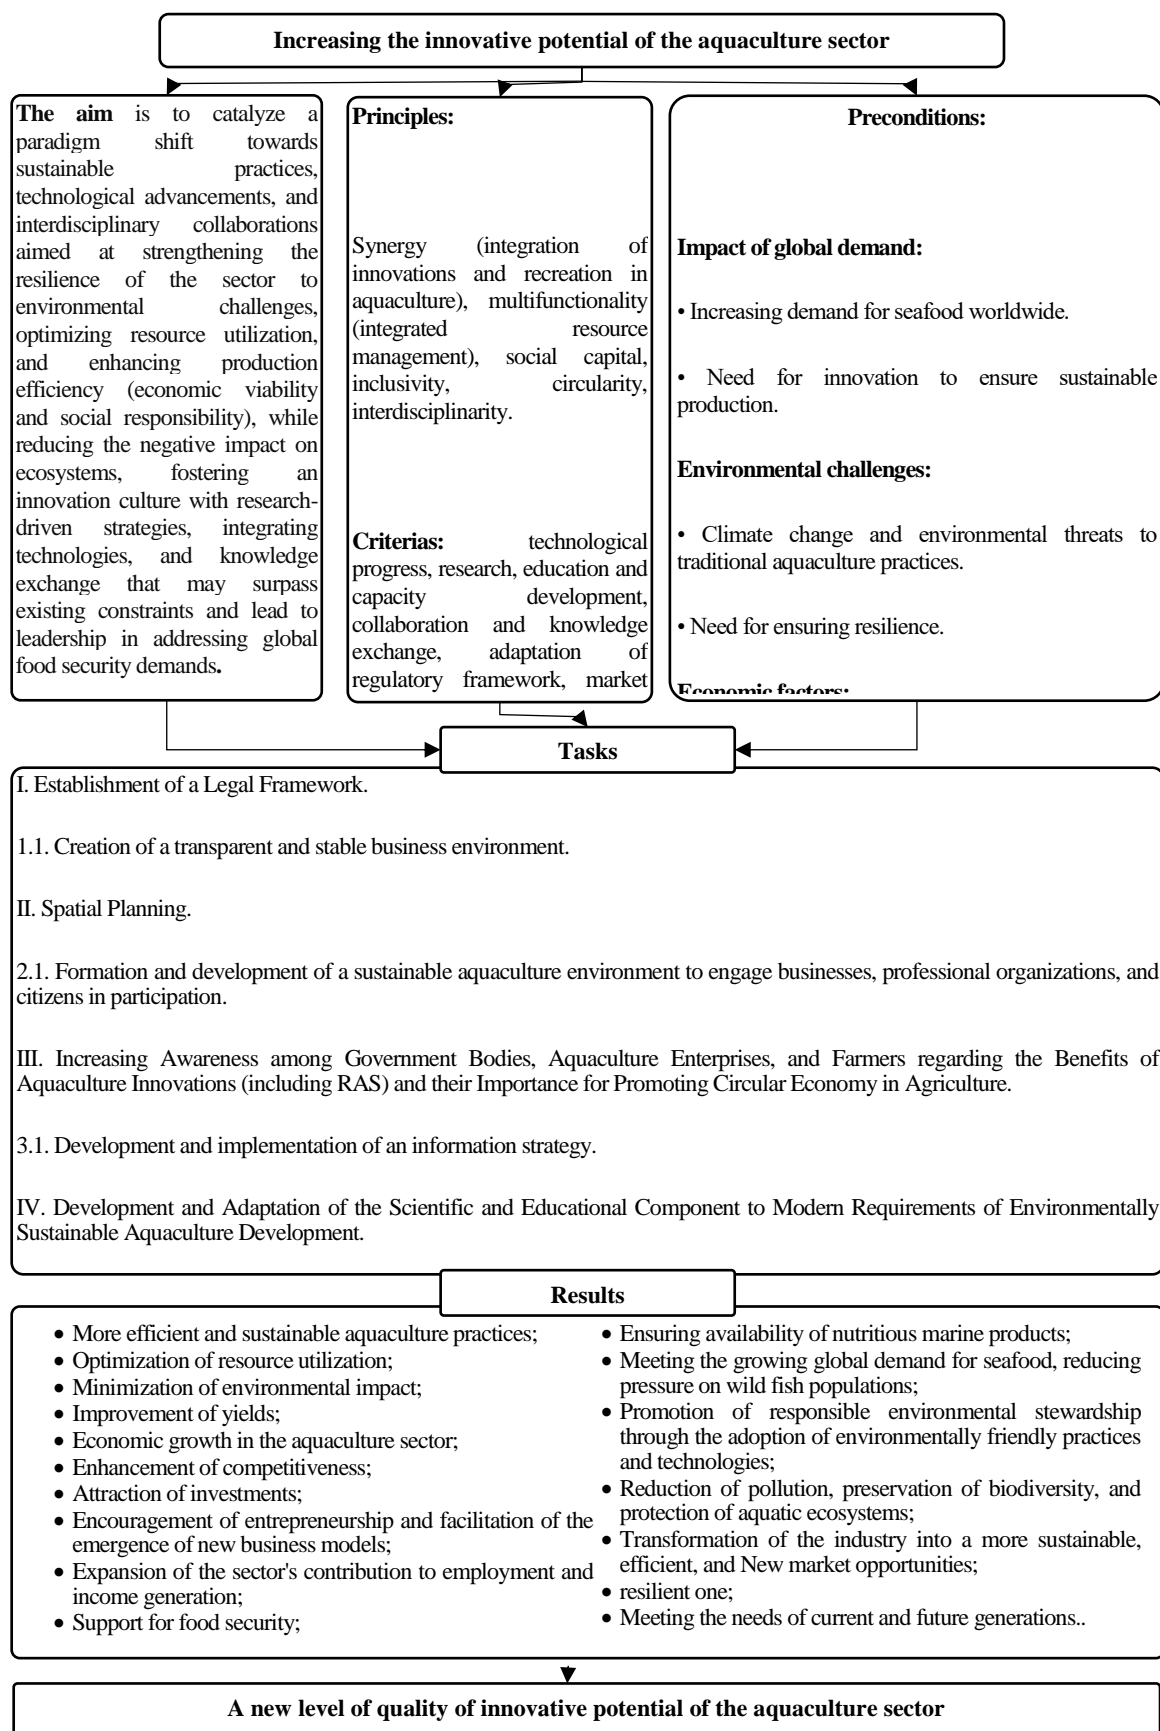 Increasing the innovative potential of the aquaculture sector
The aim is to catalyze a
paradigm shift towards
sustainable practices,
technological advancements, and
interdisciplinary collaborations
aimed at strengthening the
resilience of the sector to
environmental challenges,
optimizing resource utilization,
and enhancing production
efficiency (economic viability
and social responsibility), while
reducing the negative impact on
ecosystems, fostering an
innovation culture with research-
driven strategies, integrating
technologies, and knowledge
exchange that may surpass
existing constraints and lead to
leadership in addressing global
food security demands.
Principles:
Synergy (integration of
innovations and recreation in
aquaculture), multifunctionality
(integrated resource
management), social capital,
inclusivity, circularity,
interdisciplinarity.
Criterias: technological
progress, research, education and
capacity development,
collaboration and knowledge
exchange, adaptation of
regulatory framework, market
Preconditions:
Impact of global demand:
• Increasing demand for seafood worldwide.
• Need for innovation to ensure sustainable
production.
Environmental challenges:
• Climate change and environmental threats to
traditional aquaculture practices.
• Need for ensuring resilience.
Economic factors:
Tasks
I. Establishment of a Legal Framework.
1.1. Creation of a transparent and stable business environment.
II. Spatial Planning.
2.1. Formation and development of a sustainable aquaculture environment to engage businesses, professional organizations, and
citizens in participation.
III. Increasing Awareness among Government Bodies, Aquaculture Enterprises, and Farmers regarding the Benefits of
Aquaculture Innovations (including RAS) and their Importance for Promoting Circular Economy in Agriculture.
3.1. Development and implementation of an information strategy.
IV. Development and Adaptation of the Scientific and Educational Component to Modern Requirements of Environmentally
Sustainable Aquaculture Development.
Results
• More efficient and sustainable aquaculture practices;
• Optimization of resource utilization;
• Minimization of environmental impact;
• Improvement of yields;
• Economic growth in the aquaculture sector;
• Enhancement of competitiveness;
• Attraction of investments;
• Encouragement of entrepreneurship and facilitation of the
emergence of new business models;
• Expansion of the sector's contribution to employment and
income generation;
• Support for food security;
• Ensuring availability of nutritious marine products;
• Meeting the growing global demand for seafood, reducing
pressure on wild fish populations;
• Promotion of responsible environmental stewardship
through the adoption of environmentally friendly practices
and technologies;
• Reduction of pollution, preservation of biodiversity, and
protection of aquatic ecosystems;
• Transformation of the industry into a more sustainable,
efficient, and New market opportunities;
• resilient one;
• Meeting the needs of current and future generations..
A new level of quality of innovative potential of the aquaculture sector